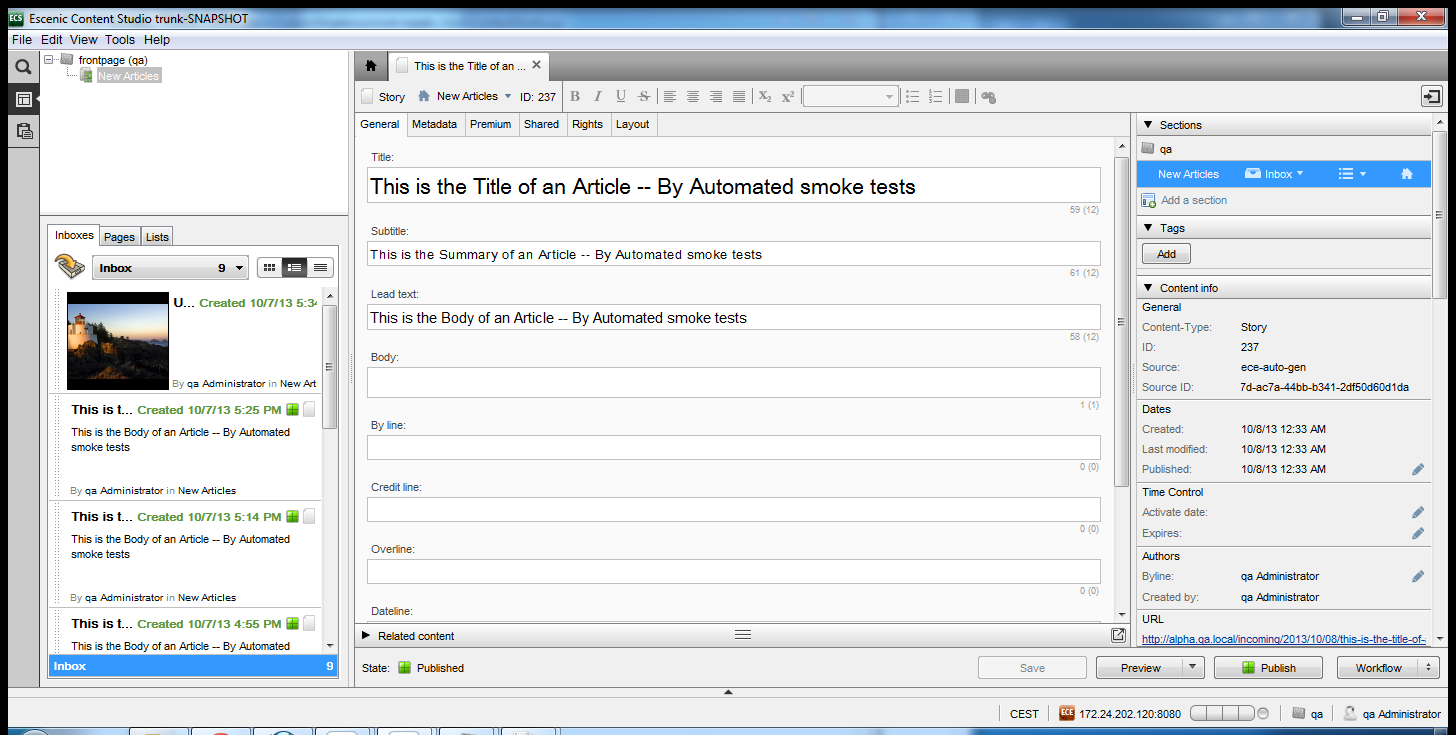 Escenic Content Studio trunk-SNAPSHOT
File Edit View Tools Help
frontpage (qa)
New Articles
Inboxes Pages Lists
Inbox 9
U... Created 10/7/13 5:34
By qa Administrator in New Art
This is t... Created 10/7/13 5:25 PM
This is the Body of an Article -- By Automated
smoke tests
By qa Administrator in New Articles
This is t... Created 10/7/13 5:14 PM
This is the Body of an Article -- By Automated
smoke tests
By qa Administrator in New Articles
This is t... Created 10/7/13 4:55 PM
This is the Body of an Article -- By Automated
Inbox 9
This is the Title of an ...
Story New Articles ID: 237 B I U S X2 x2
General Metadata Premium Shared Rights Layout
Title:
This is the Title of an Article -- By Automated smoke tests
59 (12)
Subtitle:
This is the Summary of an Article -- By Automated smoke tests
61 (12)
Lead text:
This is the Body of an Article -- By Automated smoke tests
58 (12)
Body:
1 (1)
By line:
0 (0)
Credit line:
0 (0)
Overline:
0 (0)
Dateline:
Related content
State: Published Save Preview Publish Workflow
Sections
qa
New Articles Inbox
Add a section
Tags
Add
Content info
General
Content-Type: Story
ID: 237
Source: ece-auto-gen
Source ID: 7d-ac7a-44bb-b341-2df50d60d1da
Dates
Created: 10/8/13 12:33 AM
Last modified: 10/8/13 12:33 AM
Published: 10/8/13 12:33 AM
Time Control
Activate date:
Expires:
Authors
Byline: qa Administrator
Created by: qa Administrator
URL
http://alpha.qa.local/incoming/2013/10/08/this-is-the-title-of-
CEST ECE 172.24.202.120:8080 qa qa Administrator